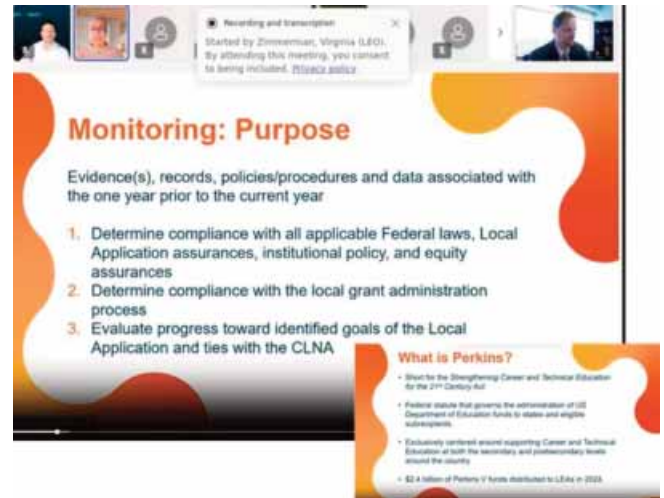 Recording and transcription
Started by Zimmerman, Virginia (LEO).
By attending this meeting, you consent
to being included. Privacy policy
Monitoring: Purpose
Evidence(s), records, policies/procedures and data associated with
the one year prior to the current year
1. Determine compliance with all applicable Federal laws, Local
Application assurances, institutional policy, and equity
assurances
2. Determine compliance with the local grant administration
process
3. Evaluate progress toward identified goals of the Local
Application and ties with the CLNA
What is Perkins?
• Short for the Strengthening Career and Technical Education
for the 21st Century Act
• Federal statute that governs the administration of US
Department of Education funds to states and eligible
subrecipients
• Exclusively centered around supporting Career and Technical
Education at both the secondary and postsecondary levels
around the country
• $2.4 billion of Perkins V funds distributed to LEAs in 2023